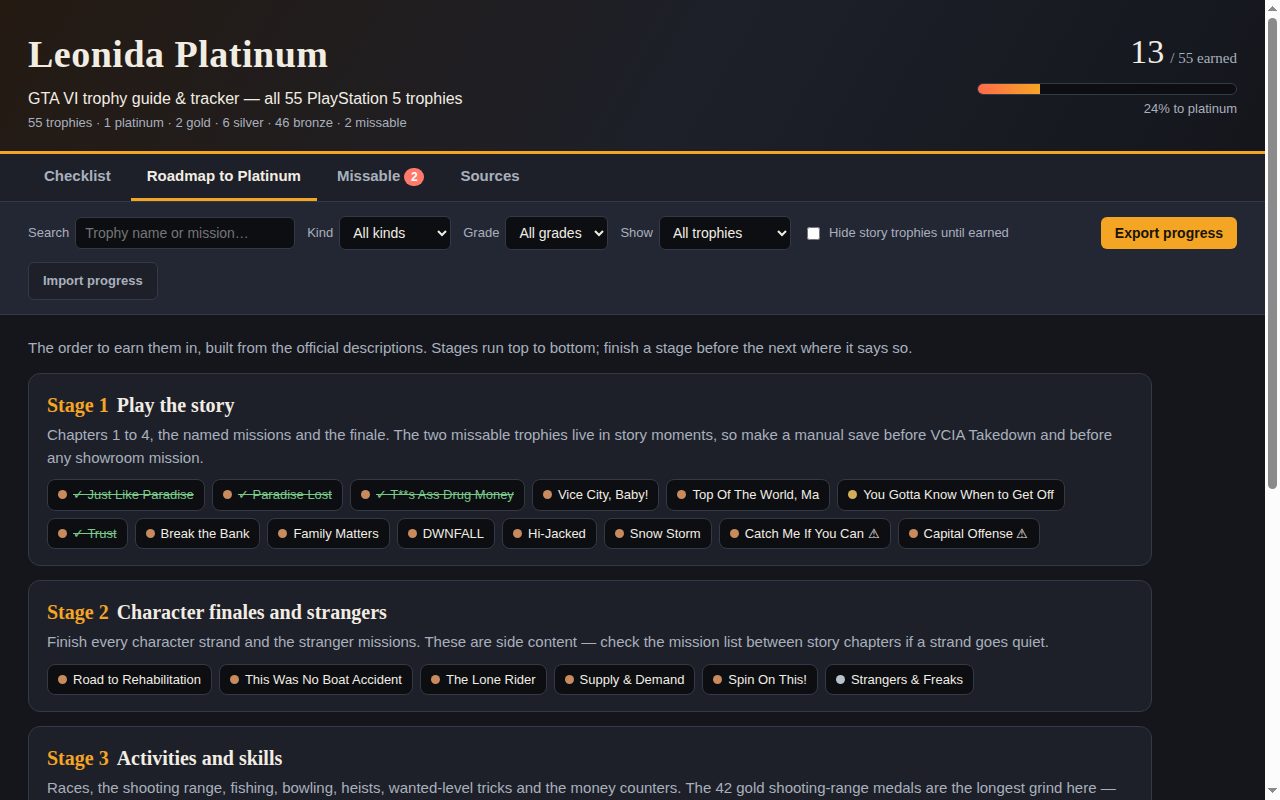 Leonida Platinum
GTA VI trophy guide & tracker — all 55 PlayStation 5 trophies
55 trophies · 1 platinum · 2 gold · 6 silver · 46 bronze · 2 missable
13 / 55 earned
24% to platinum
Checklist Roadmap to Platinum Missable 2 Sources
Search Trophy name or mission… Kind All kinds Grade All grades Show All trophies Hide story trophies until earned Export progress
Import progress
The order to earn them in, built from the official descriptions. Stages run top to bottom; finish a stage before the next where it says so.
Stage 1 Play the story
Chapters 1 to 4, the named missions and the finale. The two missable trophies live in story moments, so make a manual save before VCIA Takedown and before
any showroom mission.
✓ Just Like Paradise ✓ Paradise Lost ✓ T**s Ass Drug Money Vice City, Baby! Top Of The World, Ma You Gotta Know When to Get Off
✓ Trust Break the Bank Family Matters DWNFALL Hi-Jacked Snow Storm Catch Me If You Can ⚠ Capital Offense ⚠
Stage 2 Character finales and strangers
Finish every character strand and the stranger missions. These are side content — check the mission list between story chapters if a strand goes quiet.
Road to Rehabilitation This Was No Boat Accident The Lone Rider Supply & Demand Spin On This! Strangers & Freaks
Stage 3 Activities and skills
Races, the shooting range, fishing, bowling, heists, wanted-level tricks and the money counters. The 42 gold shooting-range medals are the longest grind here —